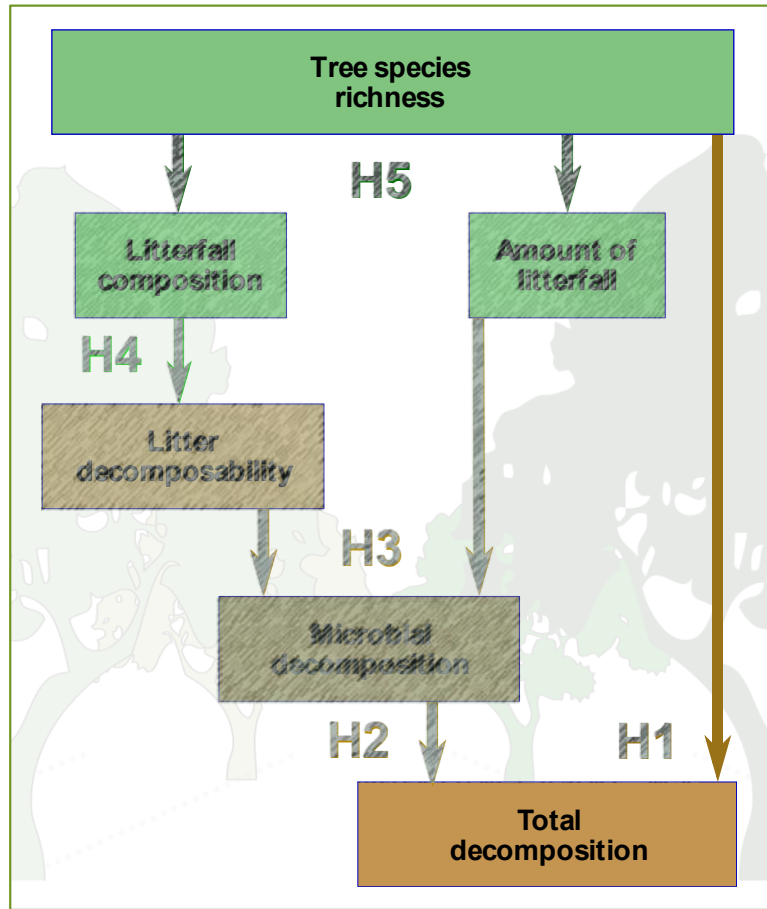 Tree species
richness
H5
Litterfall
composition
Amount of
litterfall
H4
Litter
decomposability
H3
Microbial
decomposition
H2
H1
Total
decomposition